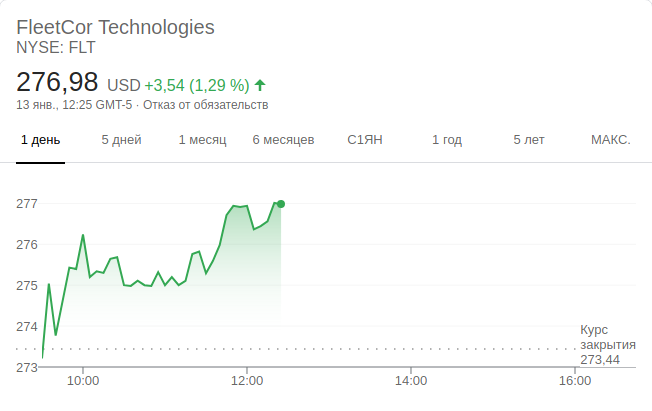 FleetCor Technologies
NYSE: FLT
276,98 USD +3,54 (1,29 %)
13 янв., 12:25 GMT-5 · Отказ от обязательств
1 день 5 дней 1 месяц 6 месяцев С1ЯН 1 год 5 лет МАКС.
277
276
275
274
273
Курс
закрытия
273,44
10:00 12:00 14:00 16:00